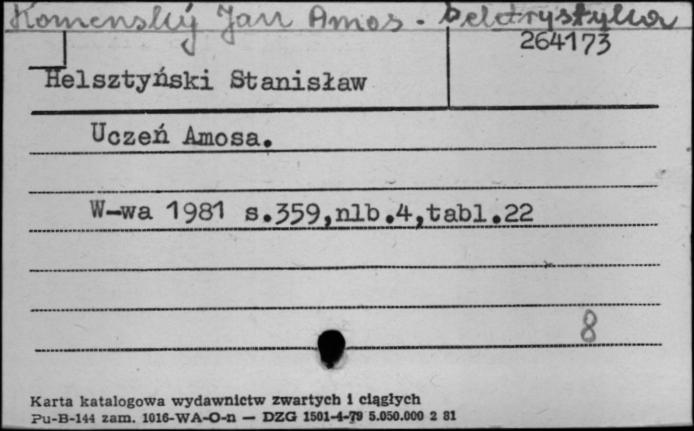 Komenský Jan Amos - beletrystyka
264173
Helsztyński Stanisław
Uczeń Amosa.
W-wa 1981 s.359,nlb.4,tabl.22
8
Karta katalogowa wydawnictw zwartych i ciągłych
Pu-B-144 zam. 1016-WA-O-n — DZG 1501-4-79 5.050.000 2 81